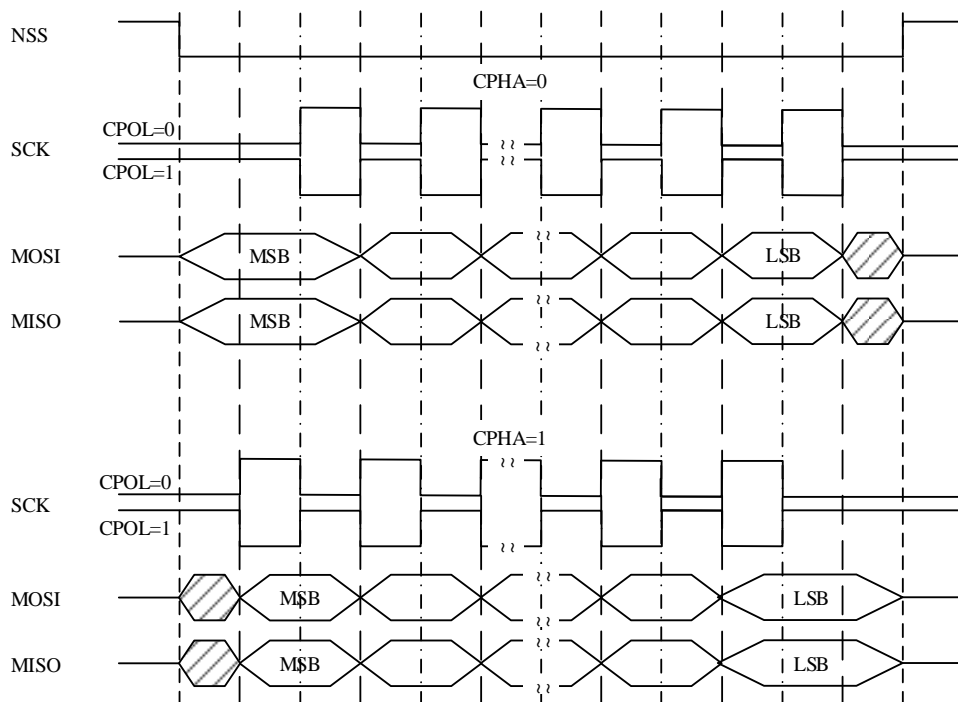 NSS
CPHA=0
CPOL=0
SCK
CPOL=1
MOSI MSB LSB
MISO MSB LSB
CPHA=1
CPOL=0
SCK
CPOL=1
MOSI MSB LSB
MISO MSB LSB